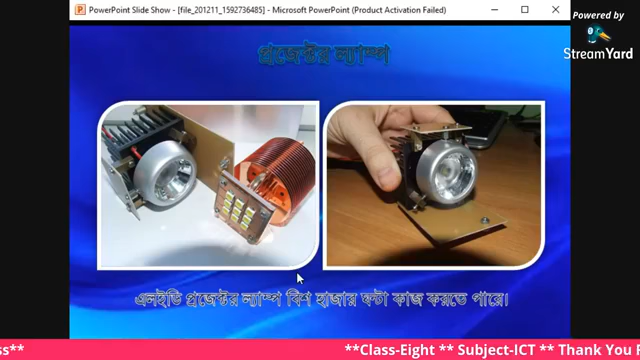 PowerPoint Slide Show - [file_201211_1592736485] - Microsoft PowerPoint (Product Activation Failed)
Powered by
StreamYard
প্রজেক্টর ল্যাম্প
এলইডি প্রজেক্টর ল্যাম্প বিশ হাজার ঘন্টা কাজ করতে পারে।
ss** **Class-Eight ** Subject-ICT ** Thank You F